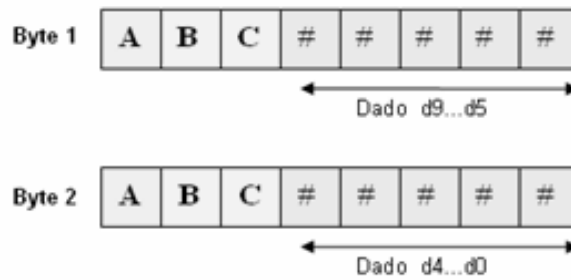 Byte 1 A B C # # # # #
Dado d9...d5
Byte 2 A B C # # # # #
Dado d4...d0